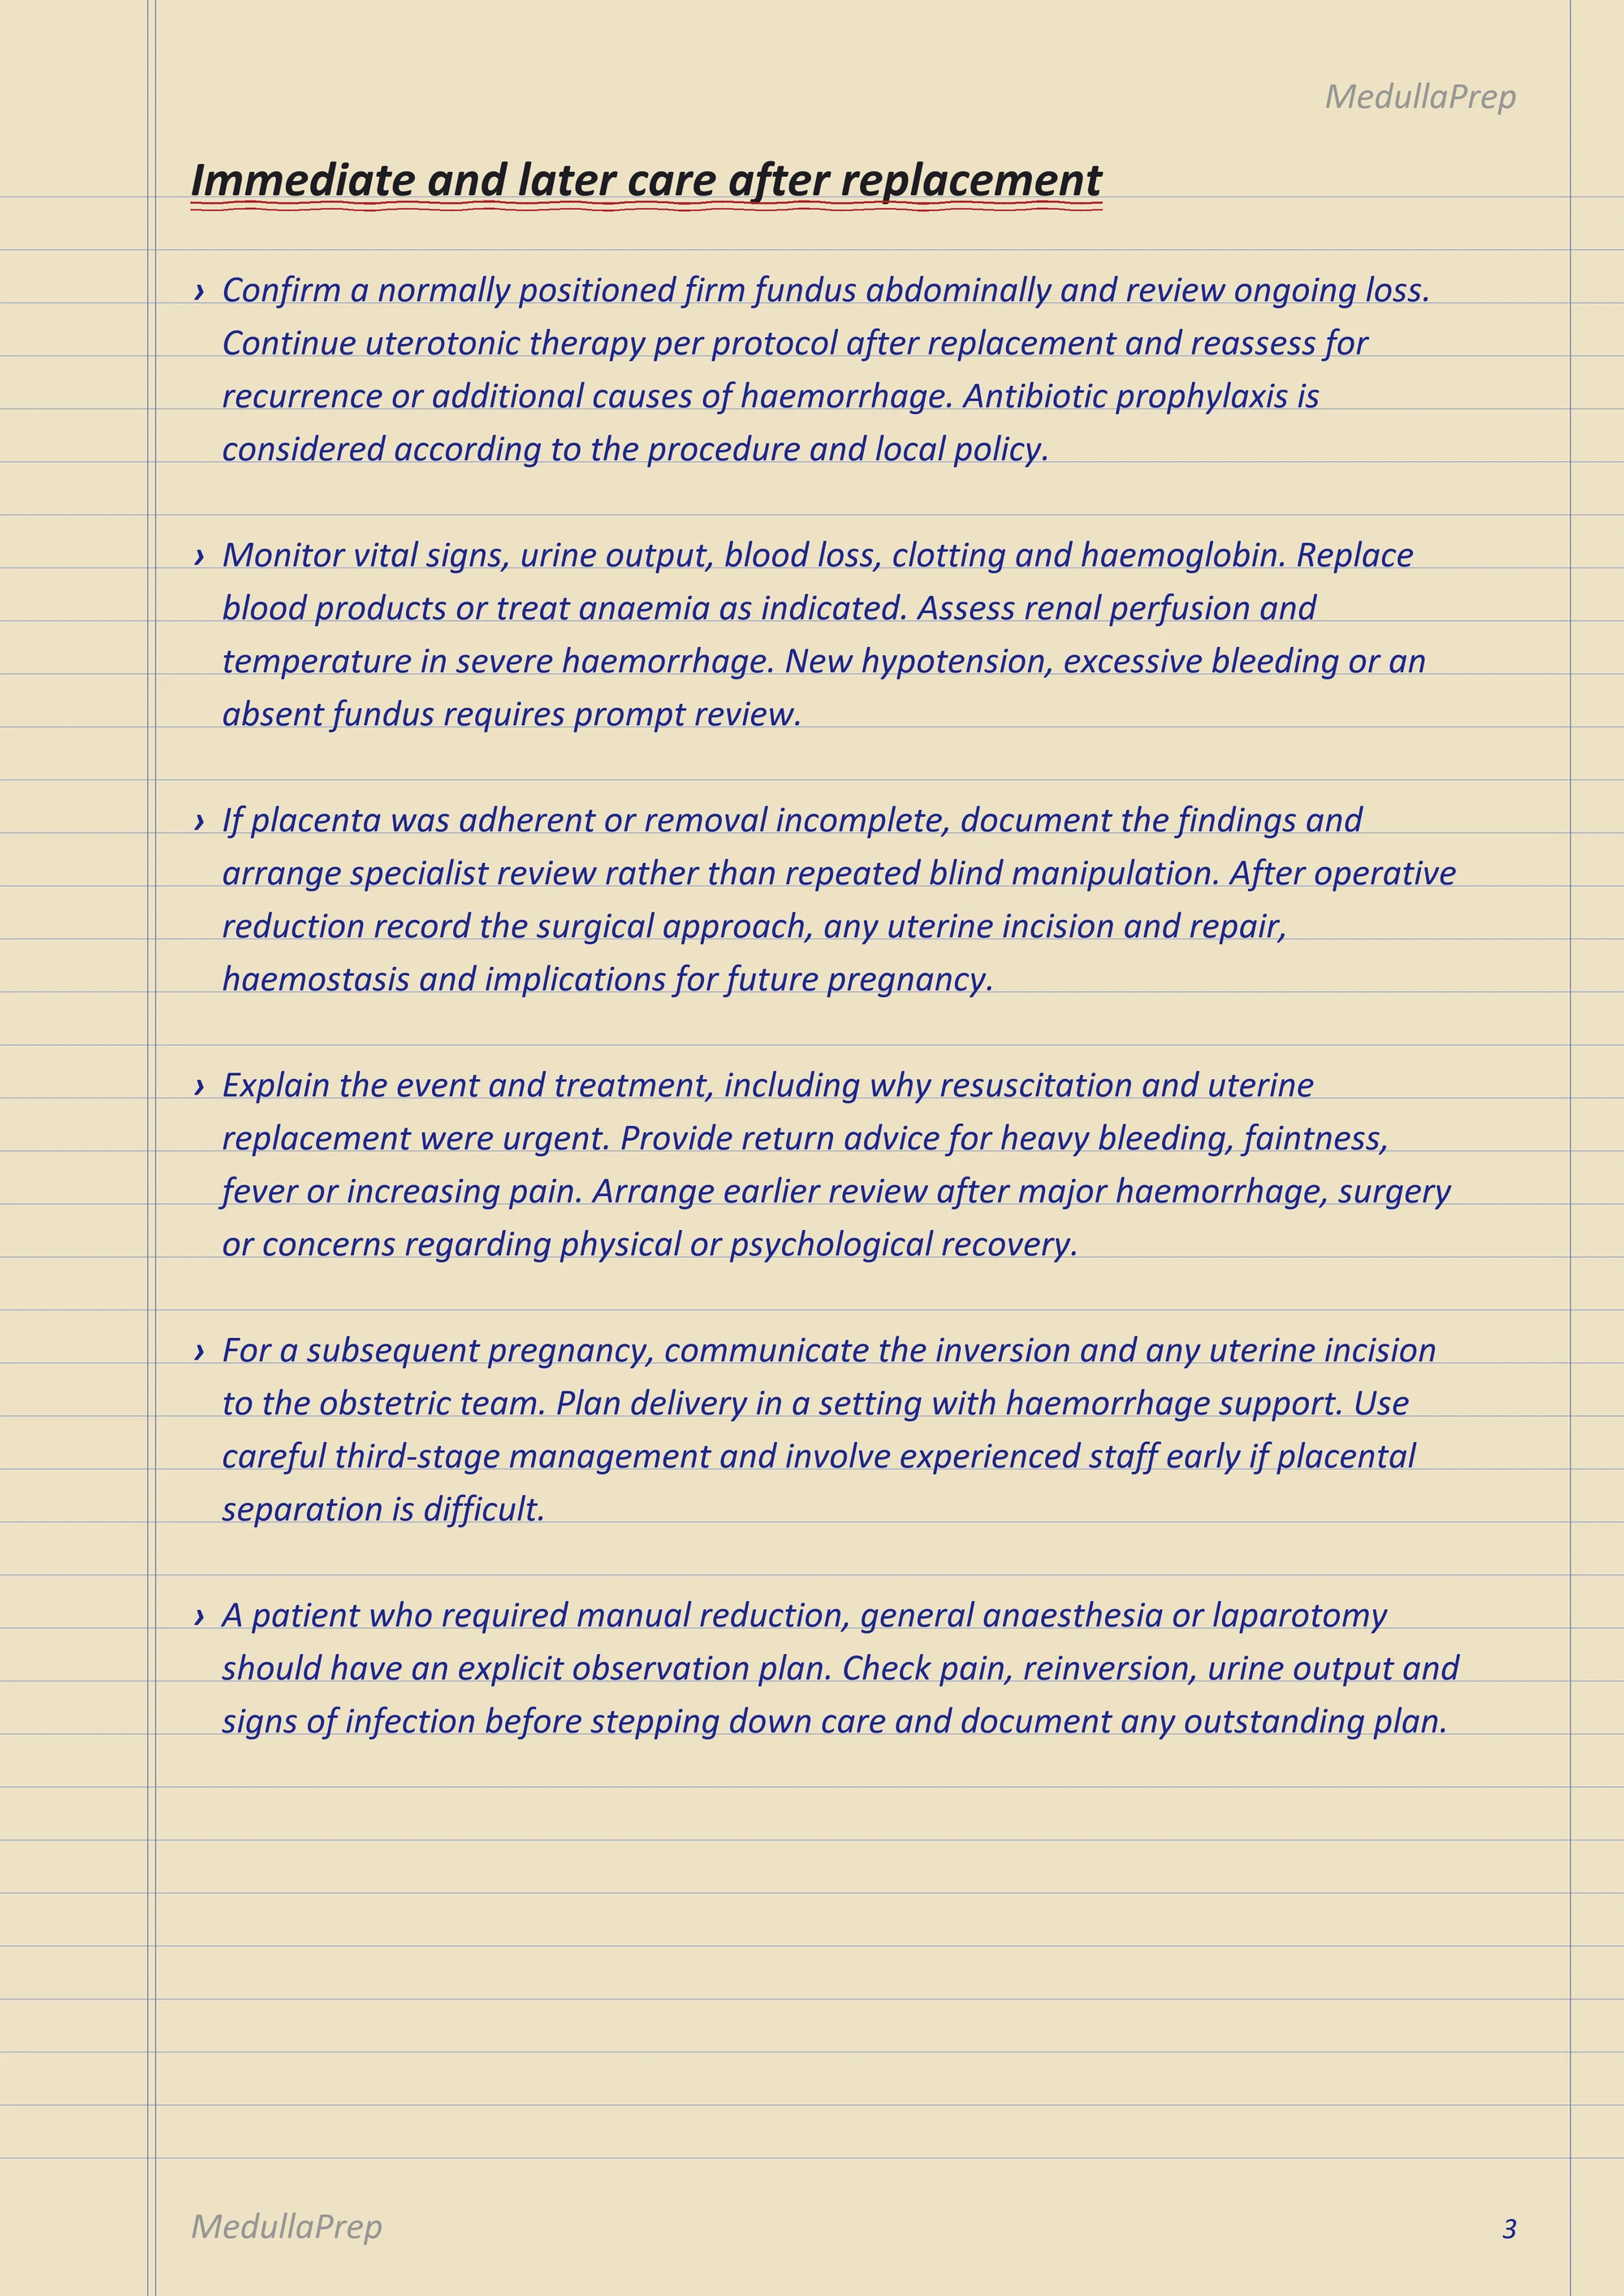 MedullaPrep
Immediate and later care after replacement
› Confirm a normally positioned firm fundus abdominally and review ongoing loss.
Continue uterotonic therapy per protocol after replacement and reassess for
recurrence or additional causes of haemorrhage. Antibiotic prophylaxis is
considered according to the procedure and local policy.
› Monitor vital signs, urine output, blood loss, clotting and haemoglobin. Replace
blood products or treat anaemia as indicated. Assess renal perfusion and
temperature in severe haemorrhage. New hypotension, excessive bleeding or an
absent fundus requires prompt review.
› If placenta was adherent or removal incomplete, document the findings and
arrange specialist review rather than repeated blind manipulation. After operative
reduction record the surgical approach, any uterine incision and repair,
haemostasis and implications for future pregnancy.
› Explain the event and treatment, including why resuscitation and uterine
replacement were urgent. Provide return advice for heavy bleeding, faintness,
fever or increasing pain. Arrange earlier review after major haemorrhage, surgery
or concerns regarding physical or psychological recovery.
› For a subsequent pregnancy, communicate the inversion and any uterine incision
to the obstetric team. Plan delivery in a setting with haemorrhage support. Use
careful third-stage management and involve experienced staff early if placental
separation is difficult.
› A patient who required manual reduction, general anaesthesia or laparotomy
should have an explicit observation plan. Check pain, reinversion, urine output and
signs of infection before stepping down care and document any outstanding plan.
MedullaPrep
3